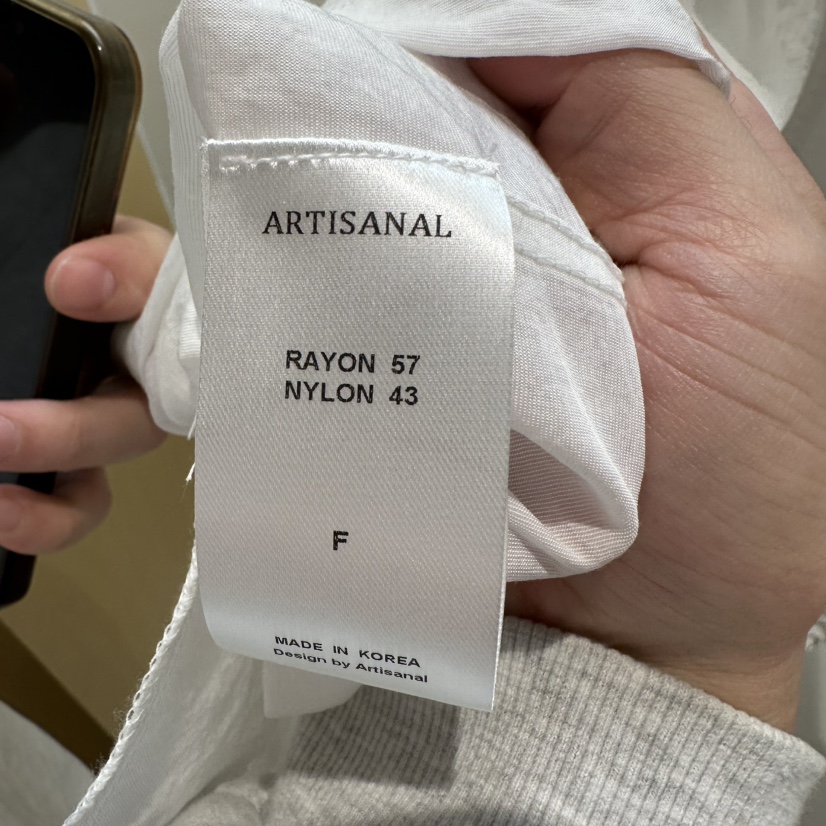 ARTISANAL
RAYON 57
NYLON 43
F
MADE IN KOREA
Design by Artisanal